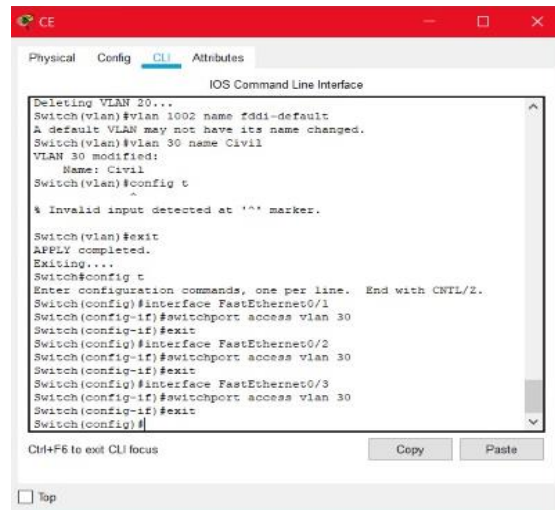 CE
Physical Config CLI Attributes
IOS Command Line Interface
Deleting VLAN 20...
Switch(vlan)#vlan 1002 name fddi-default
A default VLAN may not have its name changed.
Switch(vlan)#vlan 30 name Civil
VLAN 30 modified:
    Name: Civil
Switch(vlan)#config t
^
% Invalid input detected at '^' marker.
Switch(vlan)#exit
APPLY completed.
Exiting....
Switch#config t
Enter configuration commands, one per line.  End with CNTL/Z.
Switch(config)#interface FastEthernet0/1
Switch(config-if)#switchport access vlan 30
Switch(config-if)#exit
Switch(config)#interface FastEthernet0/2
Switch(config-if)#switchport access vlan 30
Switch(config-if)#exit
Switch(config)#interface FastEthernet0/3
Switch(config-if)#switchport access vlan 30
Switch(config-if)#exit
Switch(config)#
Ctrl+F6 to exit CLI focus
Copy Paste
Top